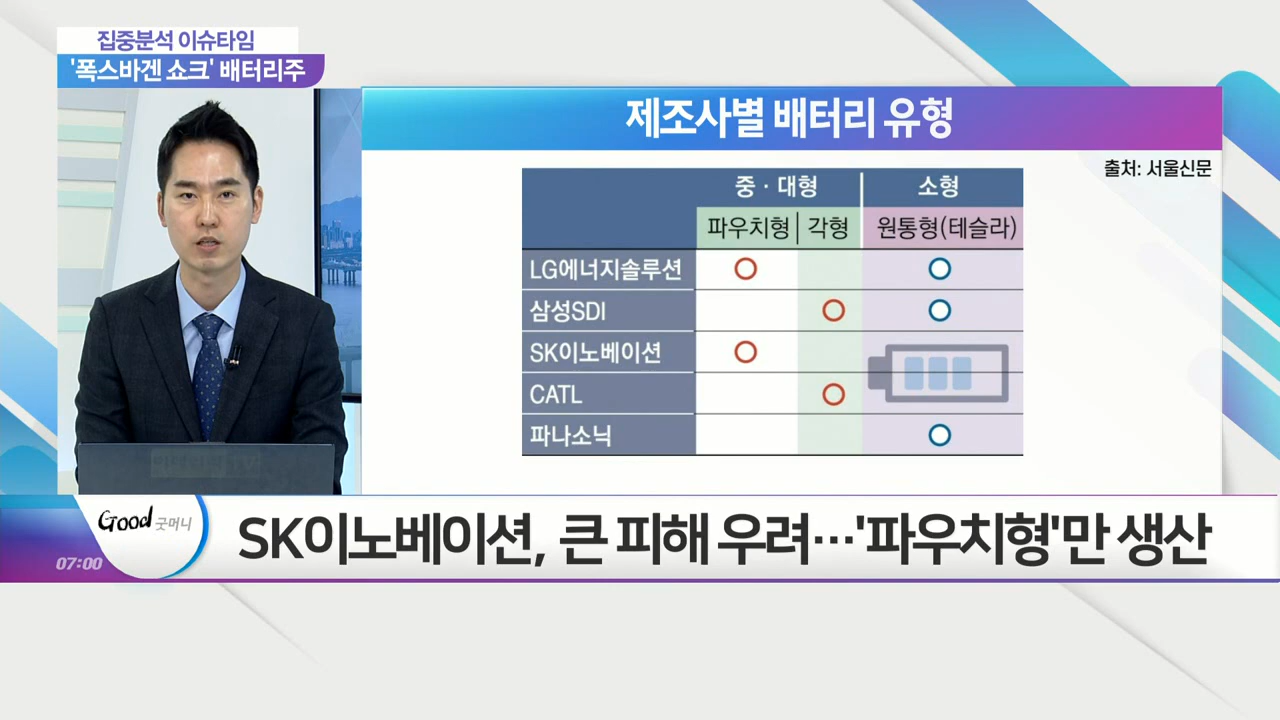 집중분석 이슈타임
'폭스바겐 쇼크' 배터리주
제조사별 배터리 유형
출처: 서울신문
중·대형 소형
파우치형 각형 원통형(테슬라)
LG에너지솔루션
삼성SDI
SK이노베이션
CATL
파나소닉
Good 굿머니
SK이노베이션, 큰 피해 우려…'파우치형'만 생산
07:00